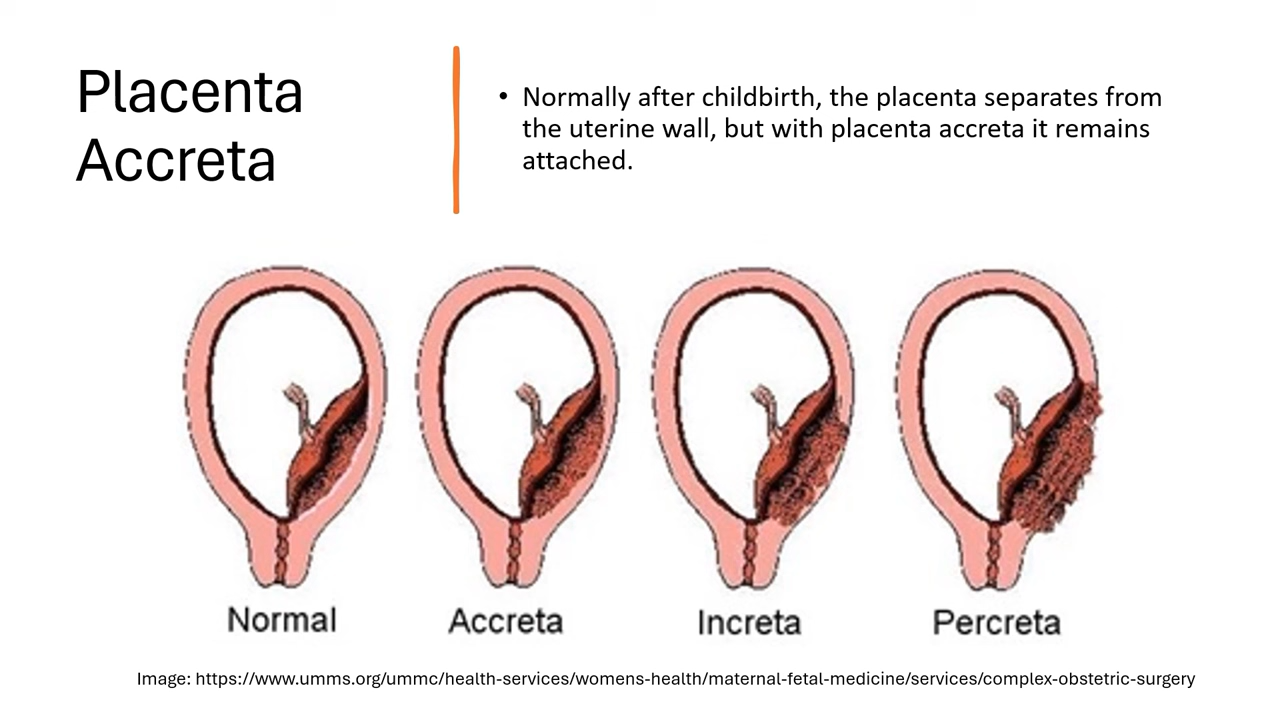 Placenta
Accreta
• Normally after childbirth, the placenta separates from
the uterine wall, but with placenta accreta it remains
attached.
Normal
Accreta
Increta
Percreta
Image: https://www.umms.org/ummc/health-services/womens-health/maternal-fetal-medicine/services/complex-obstetric-surgery